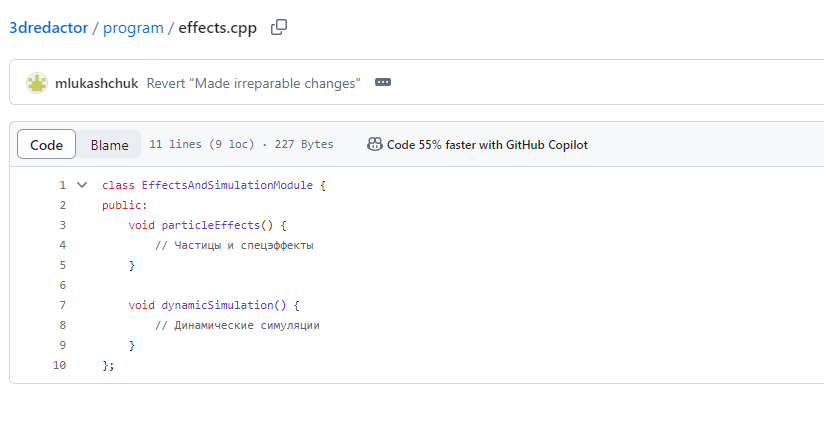 3dredactor / program / effects.cpp
mlukashchuk Revert "Made irreparable changes"
Code Blame 11 lines (9 loc) · 227 Bytes Code 55% faster with GitHub Copilot
1 class EffectsAndSimulationModule {
2 public:
3 void particleEffects() {
4 // Частицы и спецэффекты
5 }
6
7 void dynamicSimulation() {
8 // Динамические симуляции
9 }
10 };